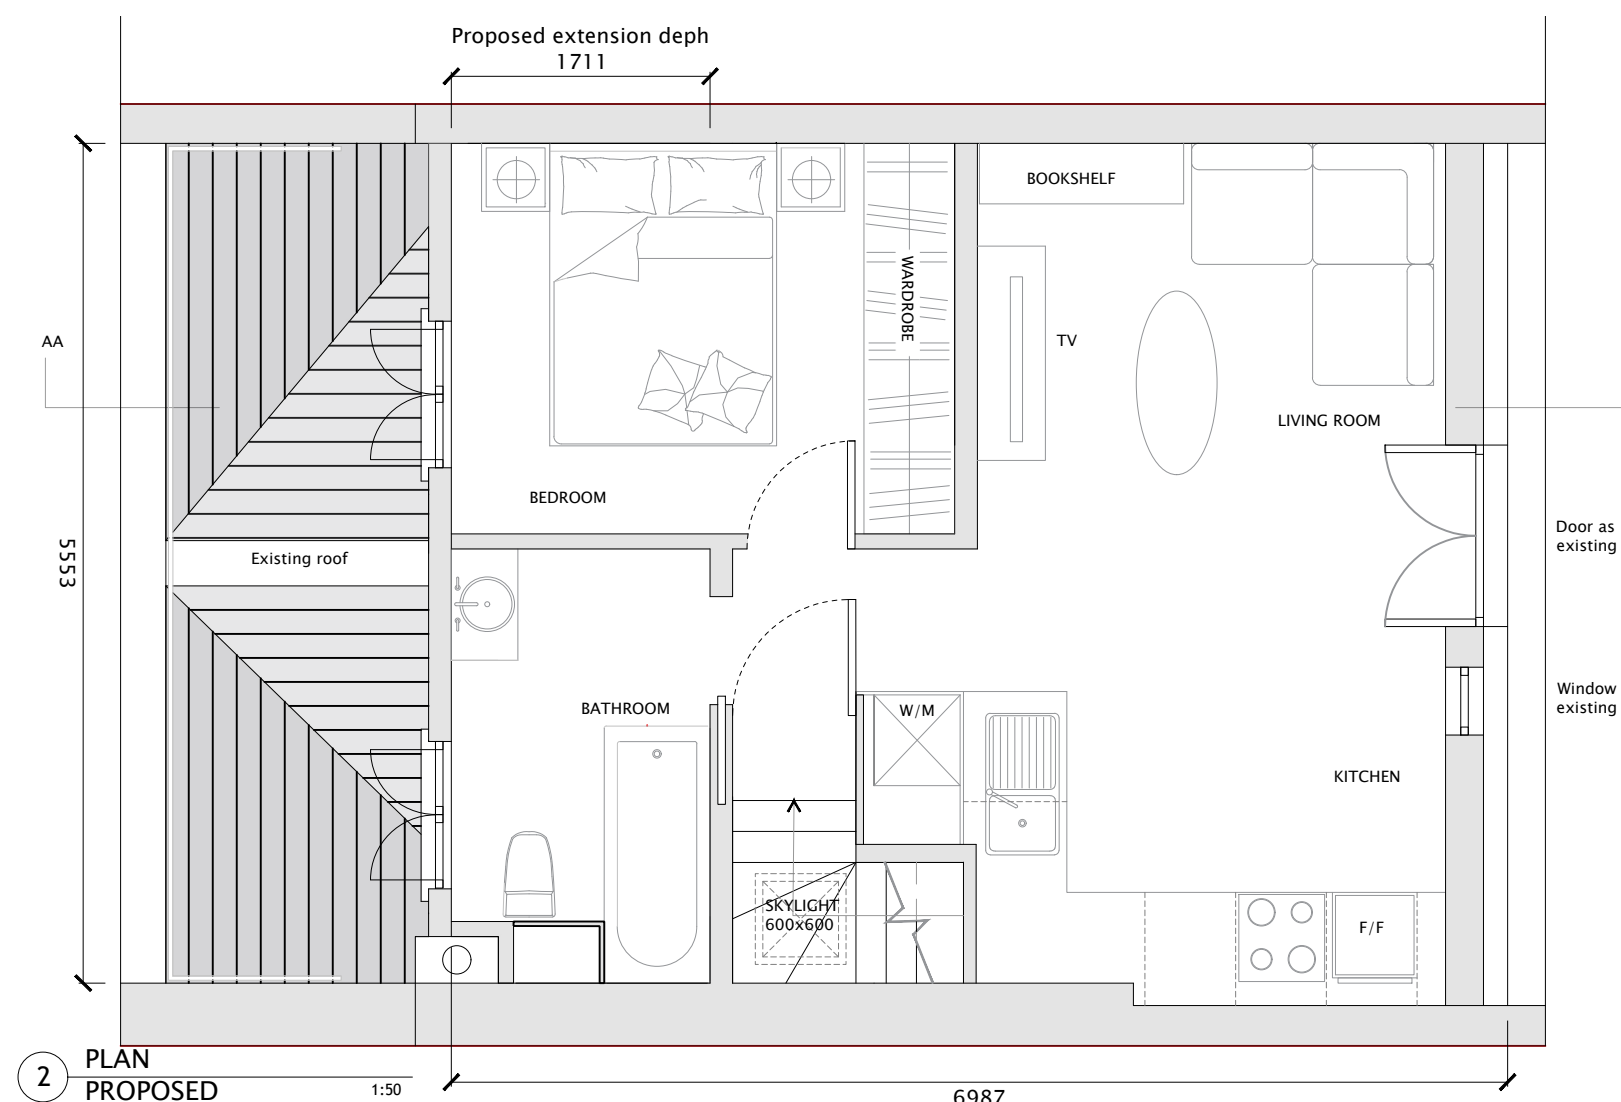 Proposed extension deph
1711
BOOKSHELF
WARDROBE
AA
TV
LIVING ROOM
BEDROOM
Door as
existing
5553
Existing roof
Window
existing
BATHROOM
W/M
KITCHEN
SKYLIGHT
600x600
F/F
2
PLAN
PROPOSED
1:50
6987